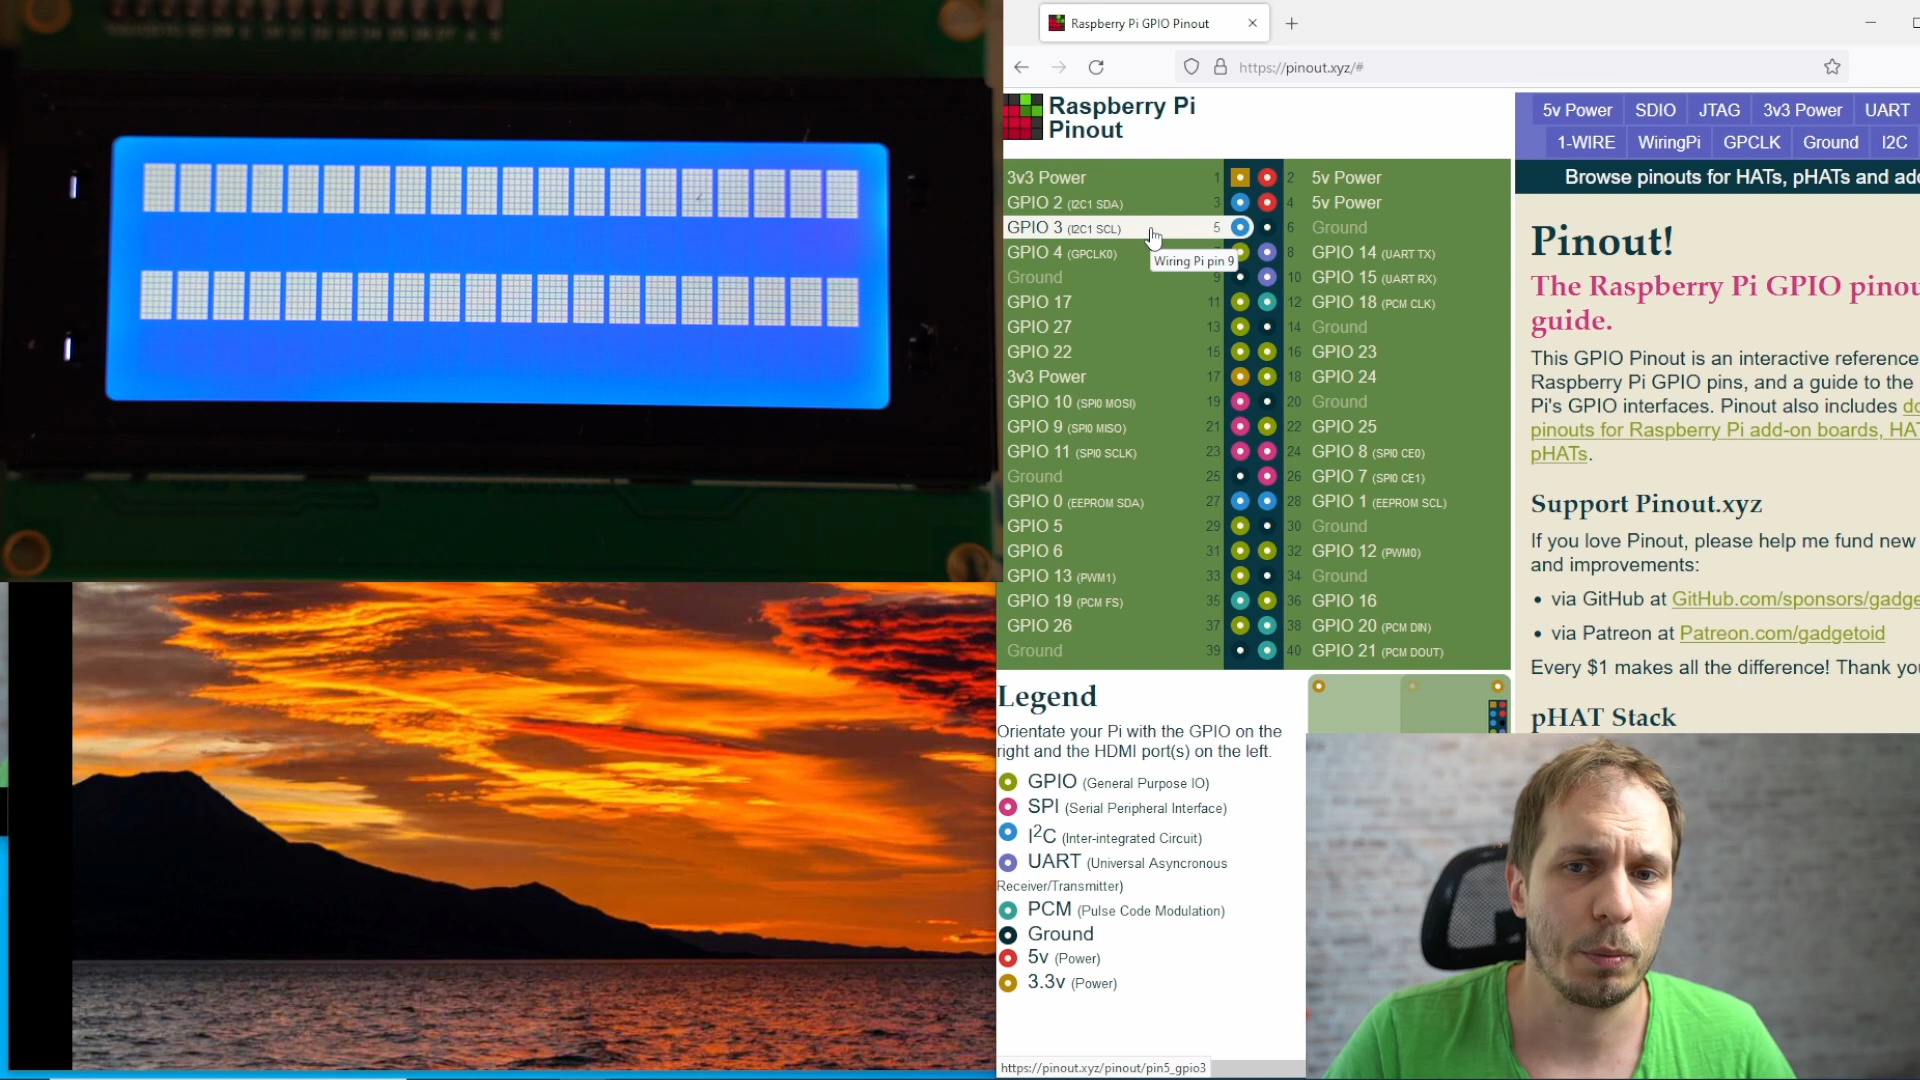 Raspberry Pi GPIO Pinout
https://pinout.xyz/#
Raspberry Pi
Pinout
5v Power SDIO JTAG 3v3 Power UART
1-WIRE WiringPi GPCLK Ground I2C
Browse pinouts for HATs, pHATs and
3v3 Power 1 2 5v Power
GPIO 2 (I2C1 SDA) 3 4 5v Power
GPIO 3 (I2C1 SCL) 5 6 Ground
GPIO 4 (GPCLK0) 8 GPIO 14 (UART TX)
Wiring Pi pin 9
Ground 9 10 GPIO 15 (UART RX)
GPIO 17 11 12 GPIO 18 (PCM CLK)
GPIO 27 13 14 Ground
GPIO 22 15 16 GPIO 23
3v3 Power 17 18 GPIO 24
GPIO 10 (SPI0 MOSI) 19 20 Ground
GPIO 9 (SPI0 MISO) 21 22 GPIO 25
GPIO 11 (SPI0 SCLK) 23 24 GPIO 8 (SPI0 CE0)
Ground 25 26 GPIO 7 (SPI0 CE1)
GPIO 0 (EEPROM SDA) 27 28 GPIO 1 (EEPROM SCL)
GPIO 5 29 30 Ground
GPIO 6 31 32 GPIO 12 (PWM0)
GPIO 13 (PWM1) 33 34 Ground
GPIO 19 (PCM FS) 35 36 GPIO 16
GPIO 26 37 38 GPIO 20 (PCM DIN)
Ground 39 40 GPIO 21 (PCM DOUT)
Pinout!
The Raspberry Pi GPIO
guide.
This GPIO Pinout is an interactive reference
Raspberry Pi GPIO pins, and a guide to the
Pi's GPIO interfaces. Pinout also includes
pinouts for Raspberry Pi add-on boards,
pHATs.
Support Pinout.xyz
If you love Pinout, please help me fund new
and improvements:
• via GitHub at GitHub.com/sponsors/
• via Patreon at Patreon.com/gadgetoid
Every $1 makes all the difference! Thank
pHAT Stack
Legend
Orientate your Pi with the GPIO on the
right and the HDMI port(s) on the left.
GPIO (General Purpose IO)
SPI (Serial Peripheral Interface)
I2C (Inter-integrated Circuit)
UART (Universal Asyncronous
Receiver/Transmitter)
PCM (Pulse Code Modulation)
Ground
5v (Power)
3.3v (Power)
https://pinout.xyz/pinout/pin5_gpio3